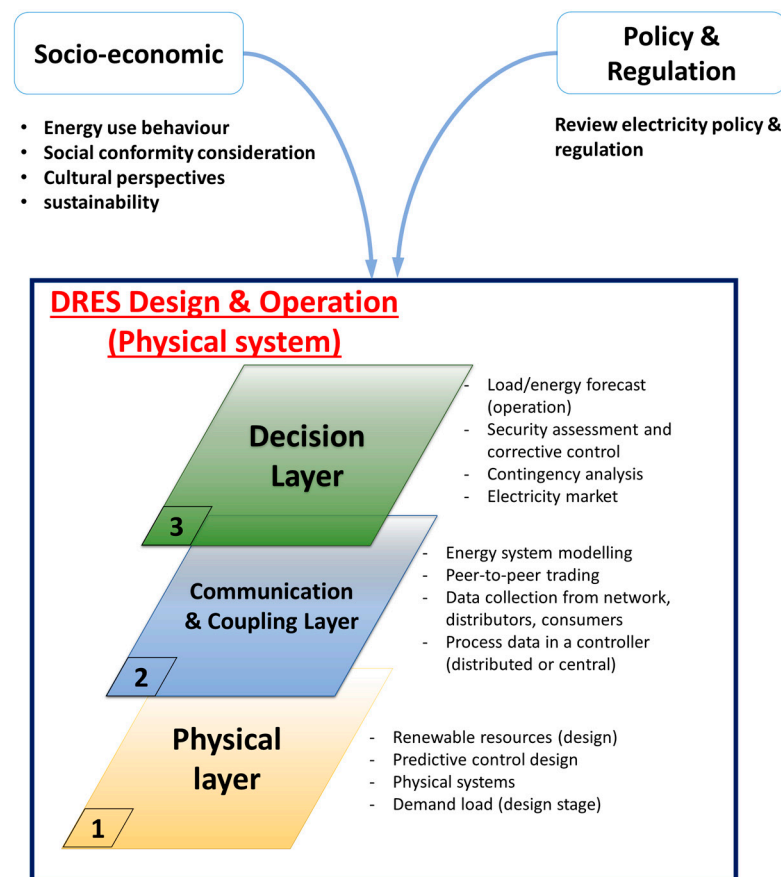 Socio-economic
• Energy use behaviour
• Social conformity consideration
• Cultural perspectives
• sustainability
Policy &
Regulation
Review electricity policy &
regulation
DRES Design & Operation
(Physical system)
Decision
Layer
3
- Load/energy forecast
(operation)
- Security assessment and
corrective control
- Contingency analysis
- Electricity market
Communication
& Coupling Layer
2
- Energy system modelling
- Peer-to-peer trading
- Data collection from network,
distributors, consumers
- Process data in a controller
(distributed or central)
Physical
layer
1
- Renewable resources (design)
- Predictive control design
- Physical systems
- Demand load (design stage)